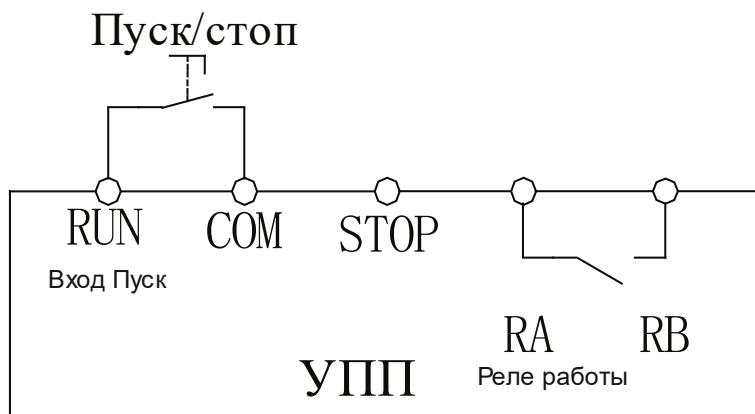 Пуск/стоп
RUN COM STOP
Вход Пуск
RA RB
УПП Реле работы